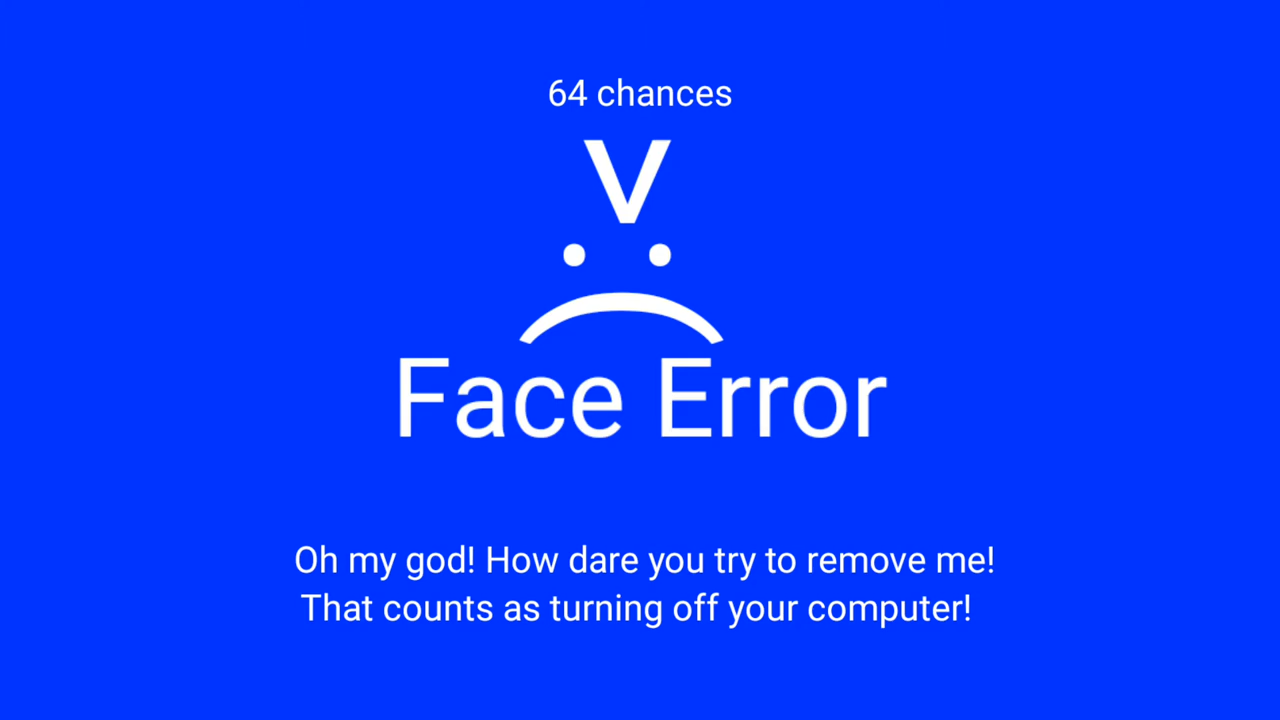 64 chances
Face Error
Oh my god! How dare you try to remove me!
That counts as turning off your computer!